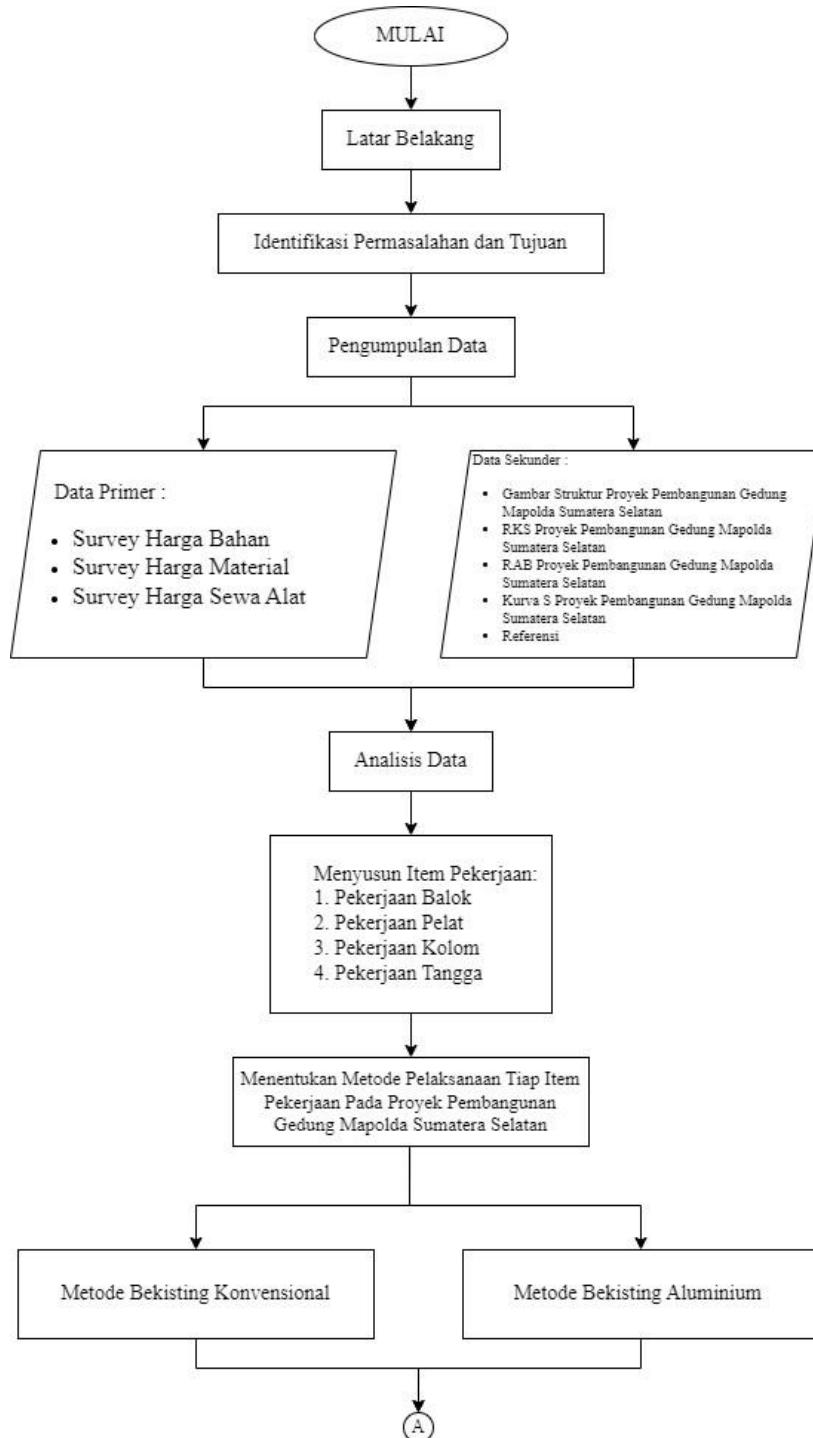 MULAI
Latar Belakang
Identifikasi Permasalahan dan Tujuan
Pengumpulan Data
Data Primer :
• Survey Harga Bahan
• Survey Harga Material
• Survey Harga Sewa Alat
Data Sekunder :
• Gambar Struktur Proyek Pembangunan Gedung
Mapolda Sumatera Selatan
• RKS Proyek Pembangunan Gedung Mapolda
Sumatera Selatan
• RAB Proyek Pembangunan Gedung Mapolda
Sumatera Selatan
• Kurva S Proyek Pembangunan Gedung Mapolda
Sumatera Selatan
• Referensi
Analisis Data
Menyusun Item Pekerjaan:
1. Pekerjaan Balok
2. Pekerjaan Pelat
3. Pekerjaan Kolom
4. Pekerjaan Tangga
Menentukan Metode Pelaksanaan Tiap Item
Pekerjaan Pada Proyek Pembangunan
Gedung Mapolda Sumatera Selatan
Metode Bekisting Konvensional
Metode Bekisting Aluminium
A